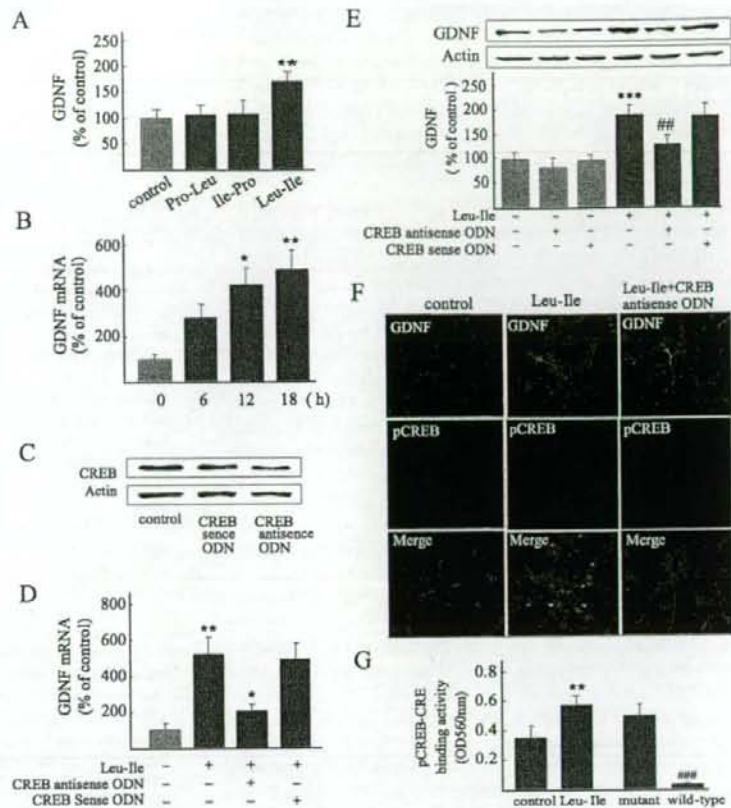 A
GDNF
(% of control)
250
200
150
100
50
**
control
Pro-Leu
Ile-Pro
Leu-Ile
B
GDNF mRNA
(% of control)
600
400
200
*
**
0 6 12 18 (h)
C
CREB
Actin
control
CREB sence ODN
CREB antisence ODN
D
GDNF mRNA
(% of control)
800
600
400
200
**
*
Leu-Ile − + + +
CREB antisense ODN − − + −
CREB Sense ODN − − − +
E
GDNF
Actin
GDNF
( % of control )
250
200
150
100
50
***
##
Leu-Ile − − − + + +
CREB antisense ODN − + − − + −
CREB sense ODN − − + − − +
F
control
Leu-Ile
Leu-Ile+CREB
antisense ODN
GDNF GDNF GDNF
pCREB pCREB pCREB
Merge Merge Merge
G
pCREB-CRE
binding activity
(OD560nm)
0.8
0.6
0.4
0.2
**
###
control Leu-Ile mutant wild-type